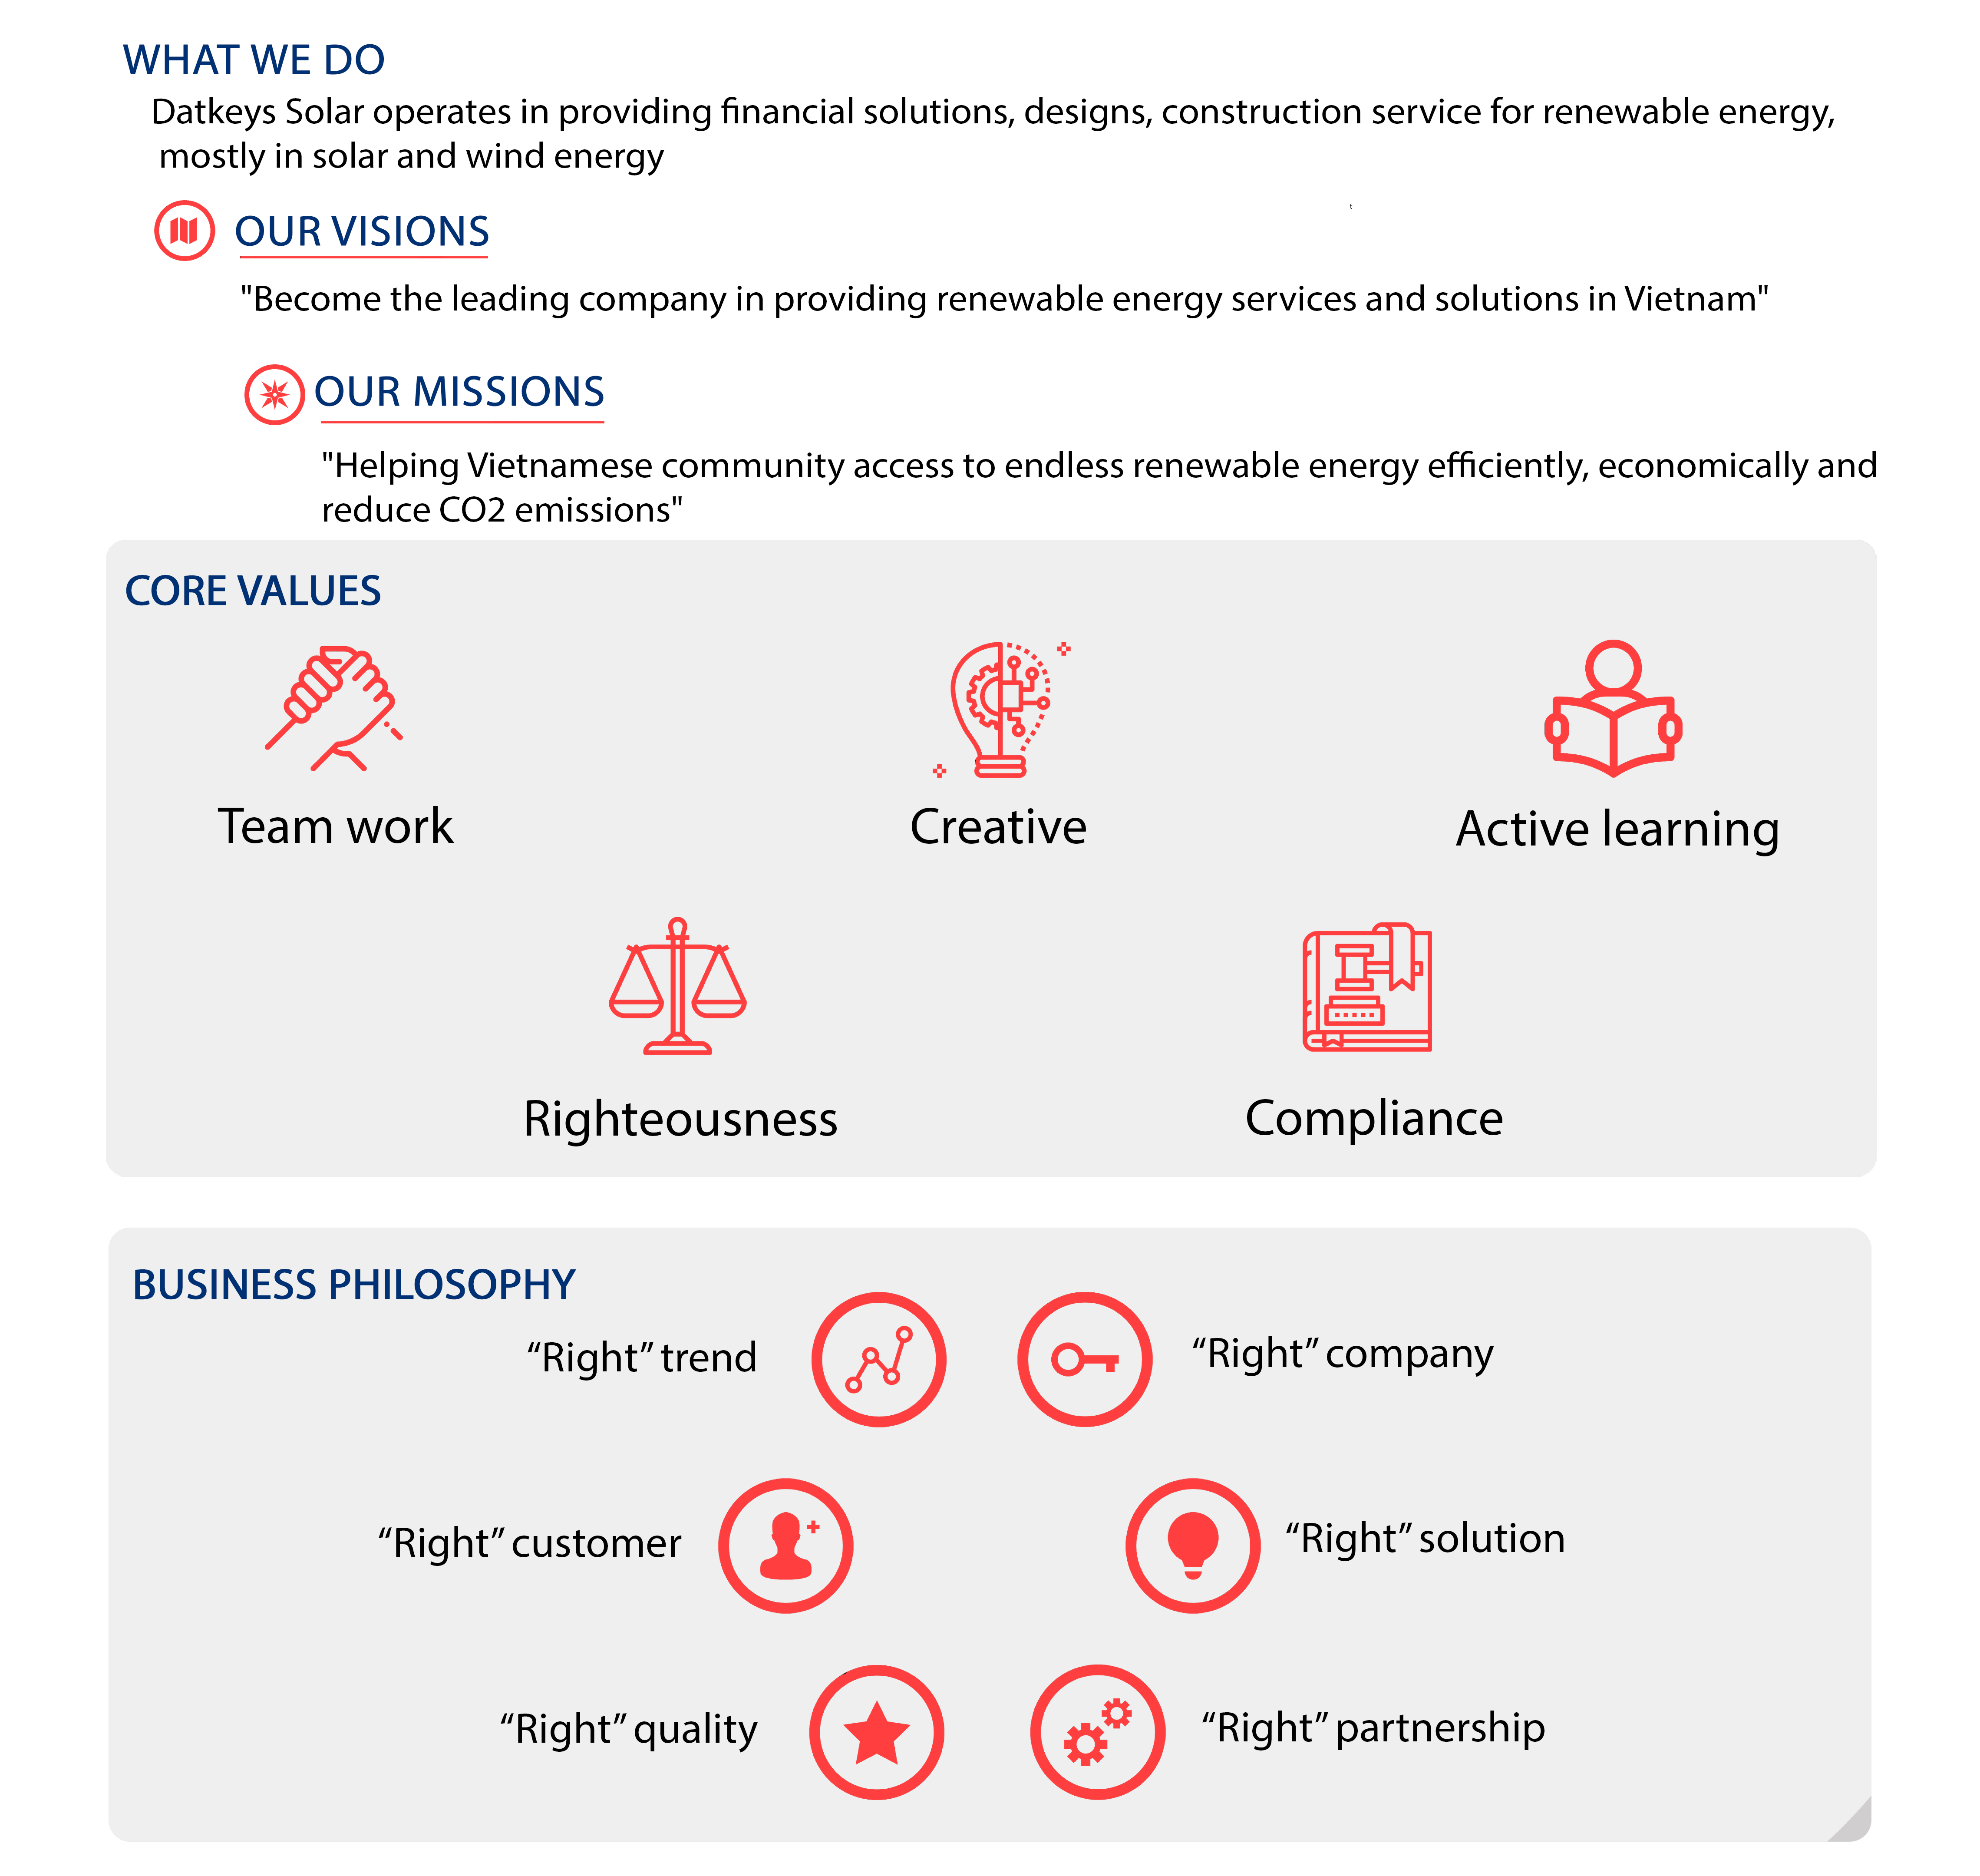 WHAT WE DO
Datkeys Solar operates in providing financial solutions, designs, construction service for renewable energy,
mostly in solar and wind energy
t
OUR VISIONS
"Become the leading company in providing renewable energy services and solutions in Vietnam"
OUR MISSIONS
"Helping Vietnamese community access to endless renewable energy efficiently, economically and
reduce CO2 emissions"
CORE VALUES
Team work
Creative
Active learning
Righteousness
Compliance
BUSINESS PHILOSOPHY
“Right” trend
“Right” company
“Right” customer
“Right” solution
“Right” quality
“Right” partnership